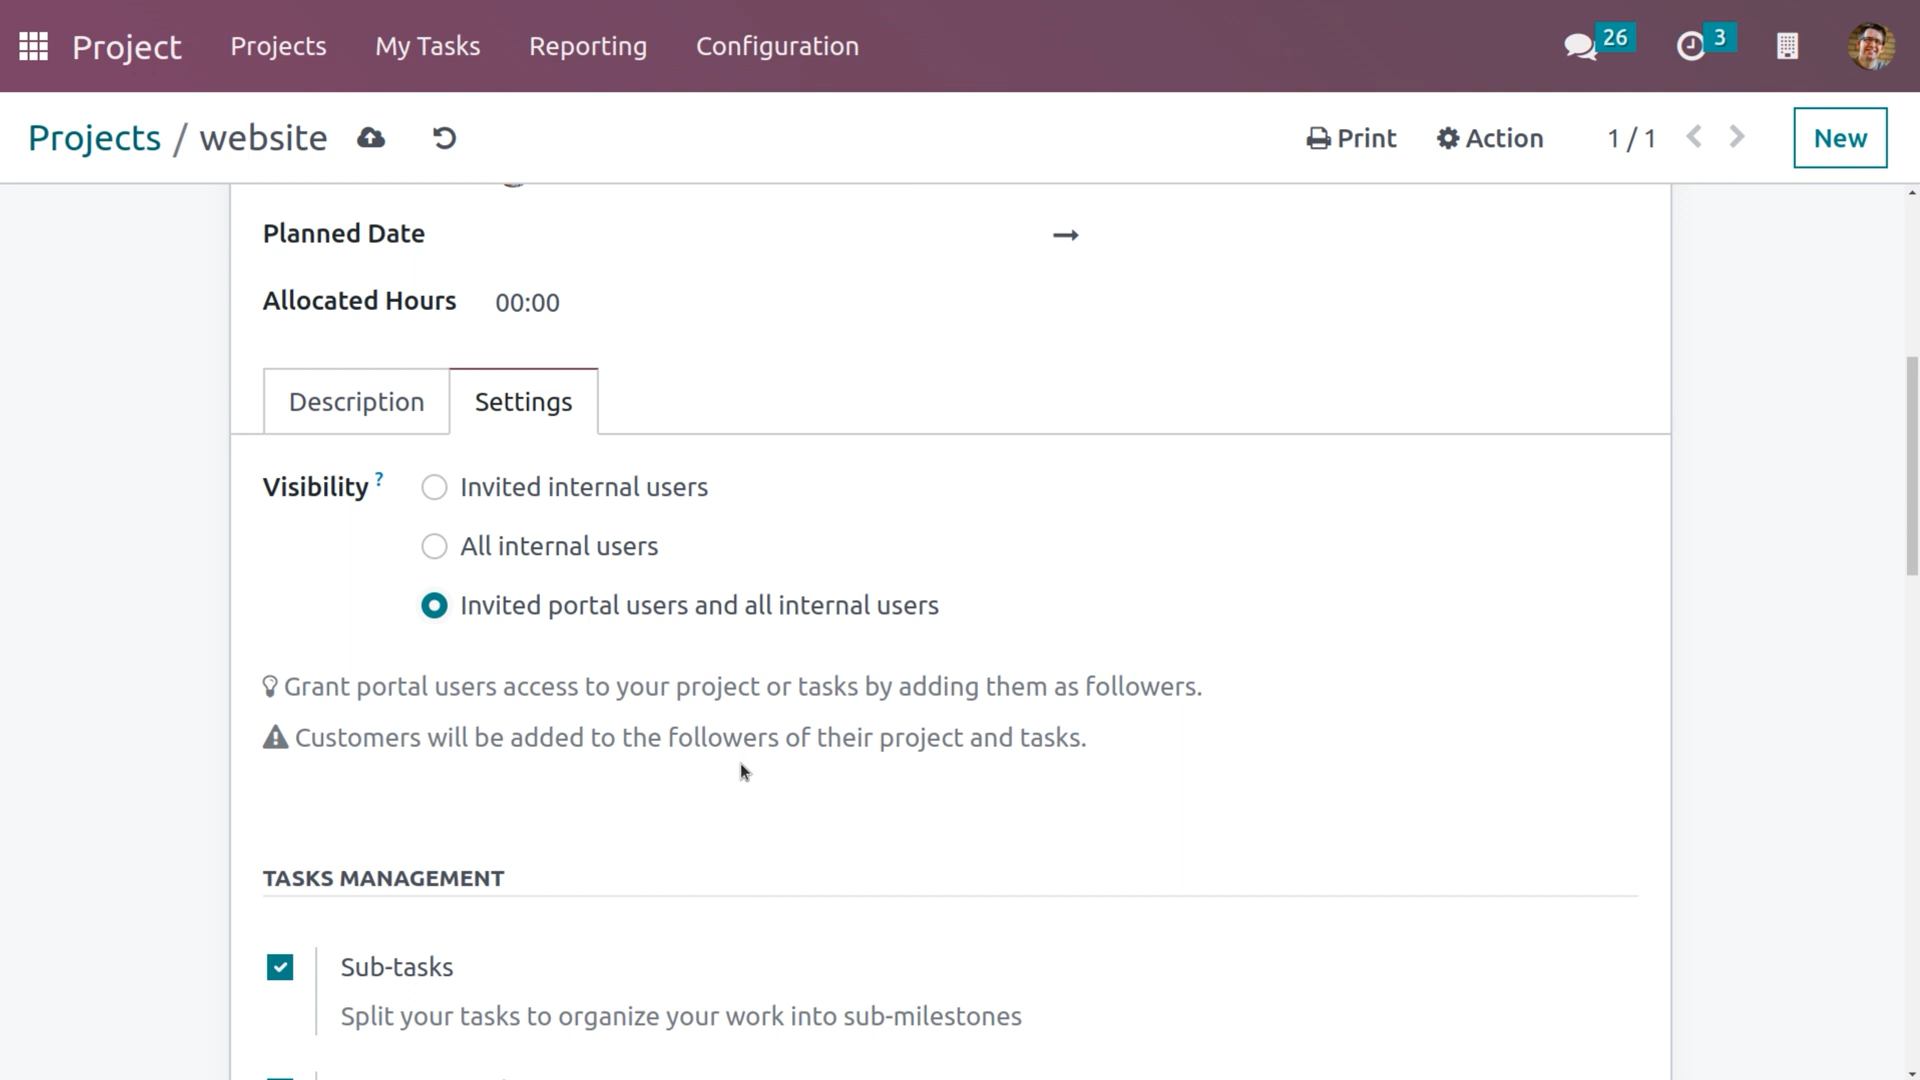 Project Projects My Tasks Reporting Configuration 26 3
Projects / website Print Action 1 / 1 New
Planned Date
Allocated Hours 00:00
Description Settings
Visibility ? Invited internal users
All internal users
Invited portal users and all internal users
Grant portal users access to your project or tasks by adding them as followers.
Customers will be added to the followers of their project and tasks.
TASKS MANAGEMENT
Sub-tasks
Split your tasks to organize your work into sub-milestones